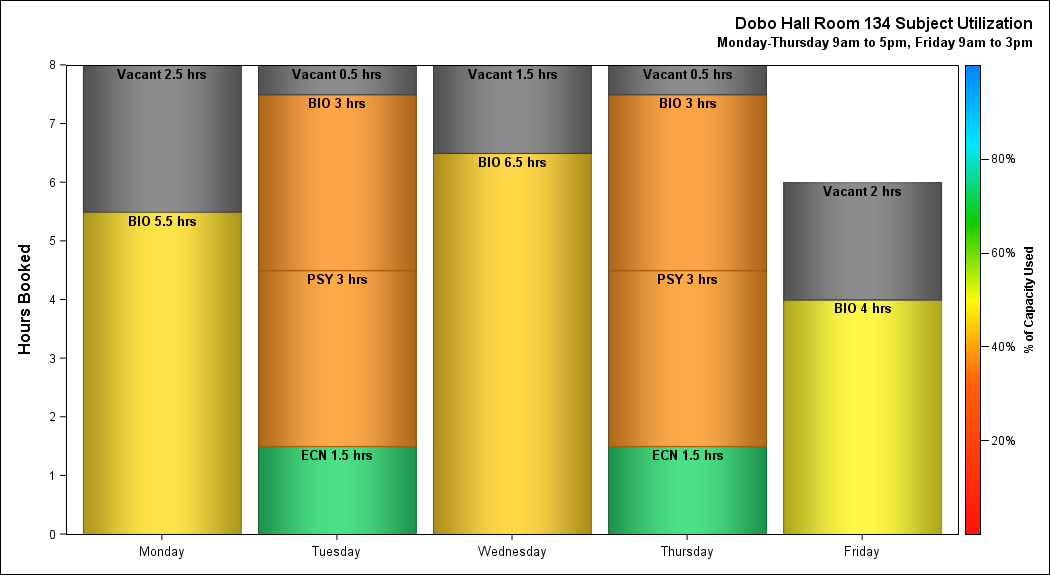 Dobo Hall Room 134 Subject Utilization
Monday-Thursday 9am to 5pm, Friday 9am to 3pm
Hours Booked
8
7
6
5
4
3
2
1
0
Vacant 2.5 hrs
BIO 5.5 hrs
Vacant 0.5 hrs
BIO 3 hrs
PSY 3 hrs
ECN 1.5 hrs
Vacant 1.5 hrs
BIO 6.5 hrs
Vacant 0.5 hrs
BIO 3 hrs
PSY 3 hrs
ECN 1.5 hrs
Vacant 2 hrs
BIO 4 hrs
Monday
Tuesday
Wednesday
Thursday
Friday
80%
60%
40%
20%
% of Capacity Used